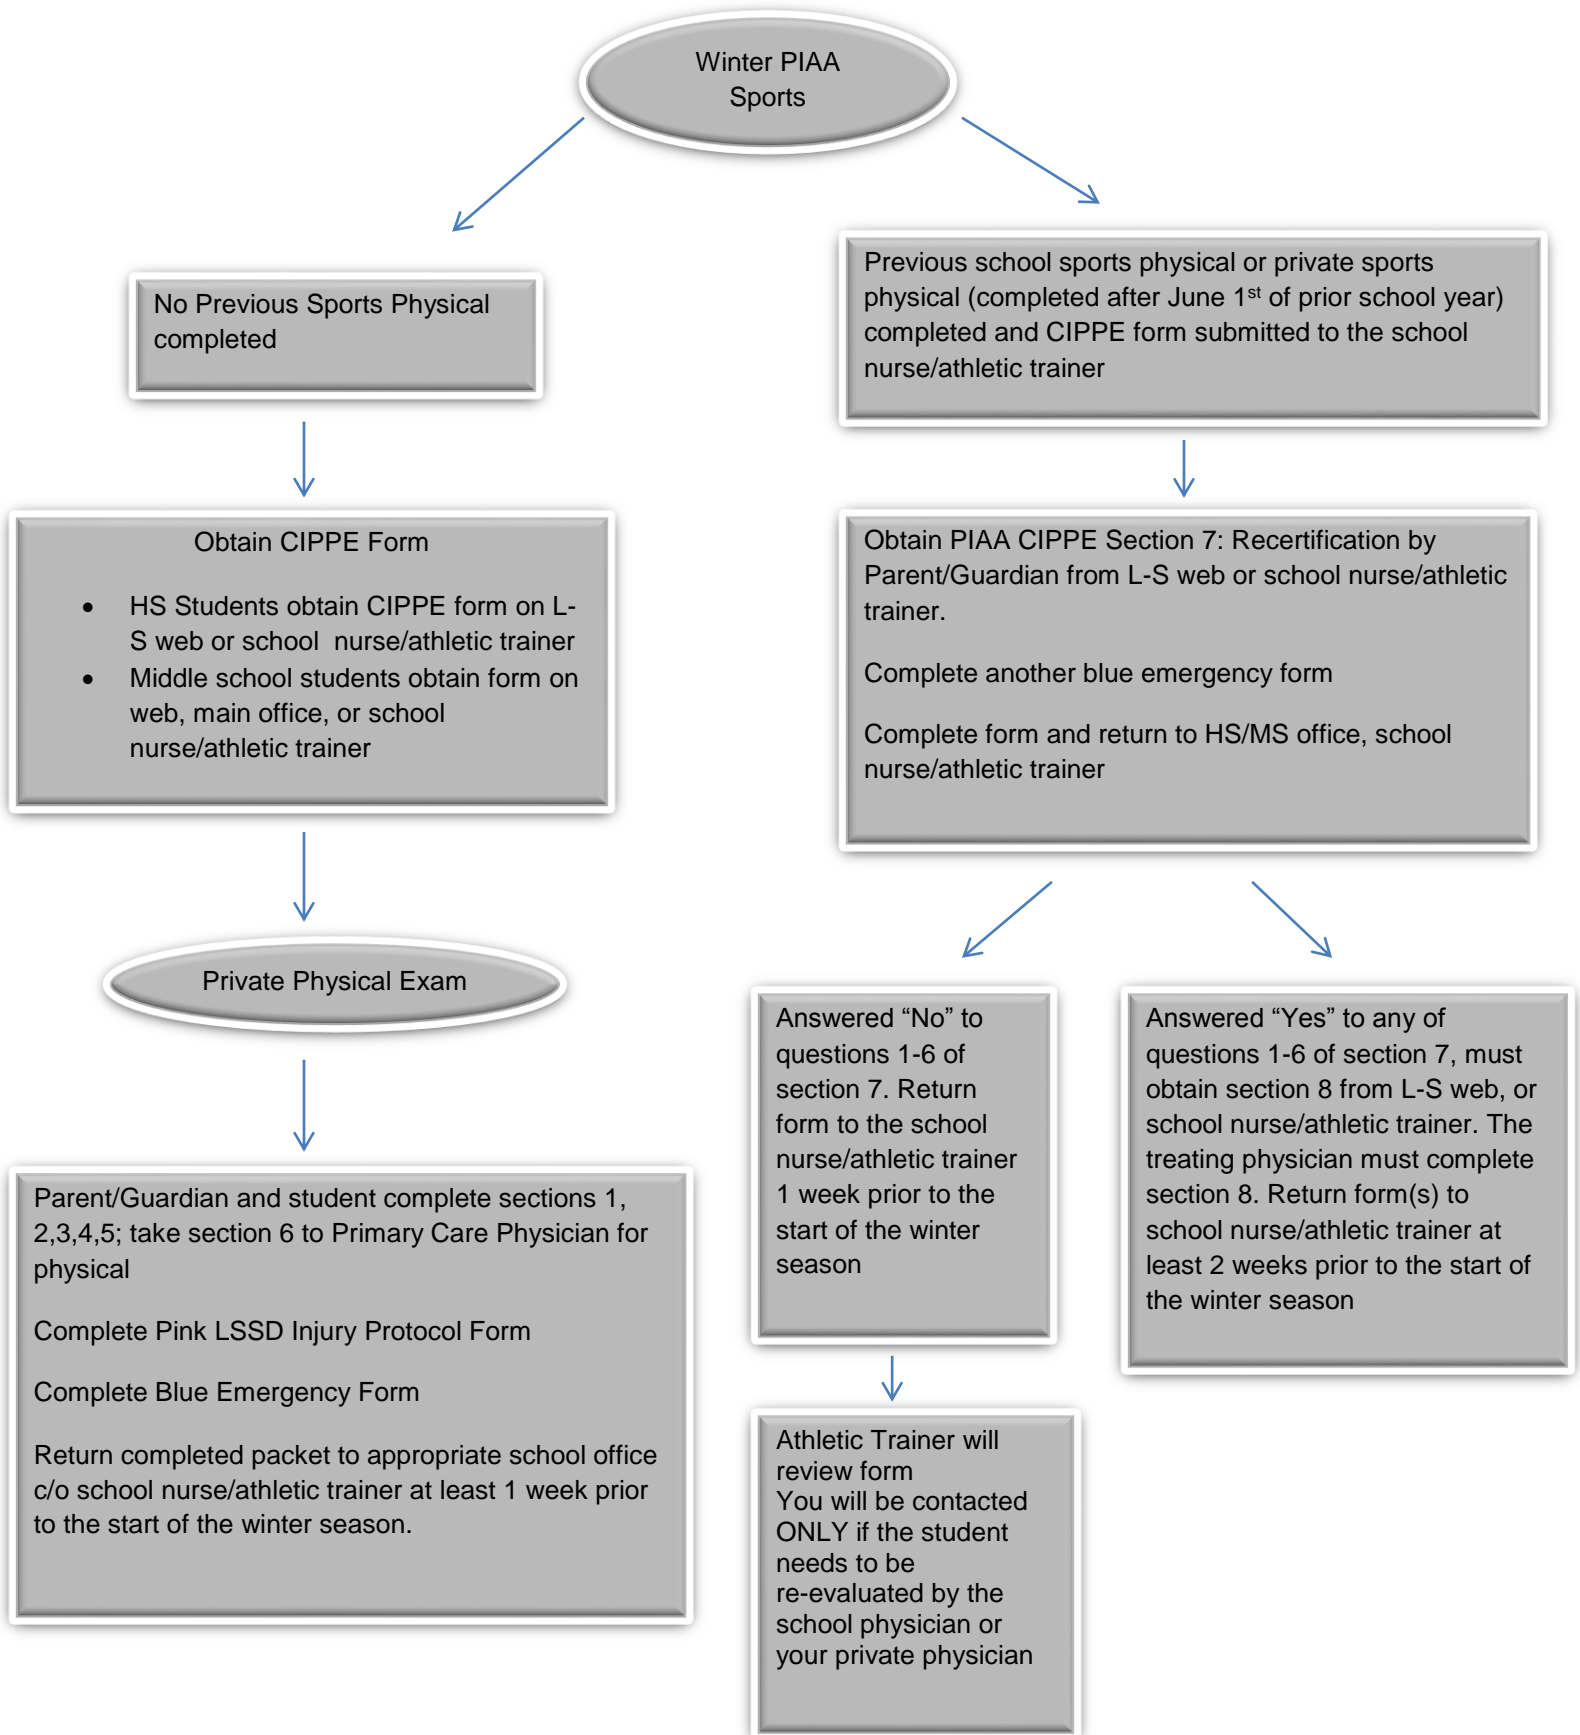 Winter PIAA
Sports
No Previous Sports Physical
completed
Previous school sports physical or private sports
physical (completed after June 1st of prior school year)
completed and CIPPE form submitted to the school
nurse/athletic trainer
Obtain CIPPE Form
• HS Students obtain CIPPE form on L-
S web or school nurse/athletic trainer
• Middle school students obtain form on
web, main office, or school
nurse/athletic trainer
Obtain PIAA CIPPE Section 7: Recertification by
Parent/Guardian from L-S web or school nurse/athletic
trainer.
Complete another blue emergency form
Complete form and return to HS/MS office, school
nurse/athletic trainer
Private Physical Exam
Parent/Guardian and student complete sections 1,
2,3,4,5; take section 6 to Primary Care Physician for
physical
Complete Pink LSSD Injury Protocol Form
Complete Blue Emergency Form
Return completed packet to appropriate school office
c/o school nurse/athletic trainer at least 1 week prior
to the start of the winter season.
Answered “No” to
questions 1-6 of
section 7. Return
form to the school
nurse/athletic trainer
1 week prior to the
start of the winter
season
Answered “Yes” to any of
questions 1-6 of section 7, must
obtain section 8 from L-S web, or
school nurse/athletic trainer. The
treating physician must complete
section 8. Return form(s) to
school nurse/athletic trainer at
least 2 weeks prior to the start of
the winter season
Athletic Trainer will
review form
You will be contacted
ONLY if the student
needs to be
re-evaluated by the
school physician or
your private physician